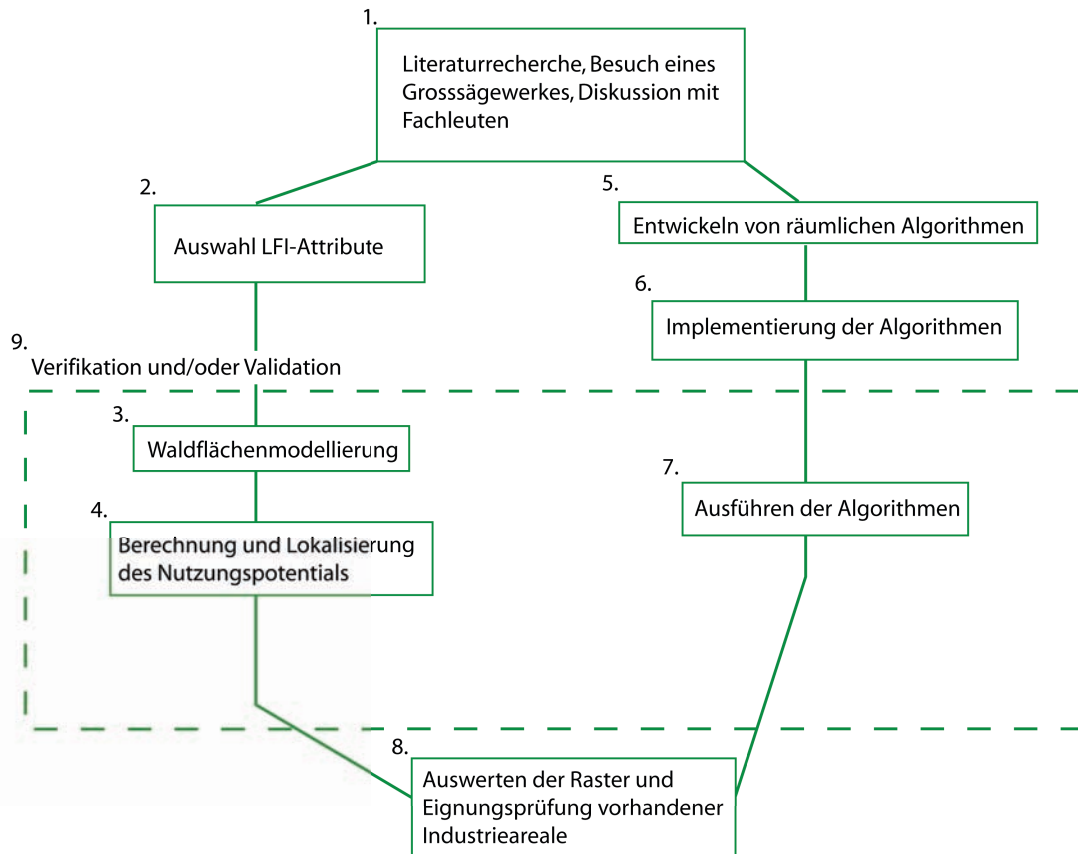 1.
Literaturrecherche, Besuch eines
Grosssägewerkes, Diskussion mit
Fachleuten
2.
Auswahl LFI-Attribute
5.
Entwickeln von räumlichen Algorithmen
6.
Implementierung der Algorithmen
9.
Verifikation und/oder Validation
3.
Waldflächenmodellierung
7.
Ausführen der Algorithmen
4.
Berechnung und Lokalisierung
des Nutzungspotentials
8.
Auswerten der Raster und
Eignungsprüfung vorhandener
Industrieareale